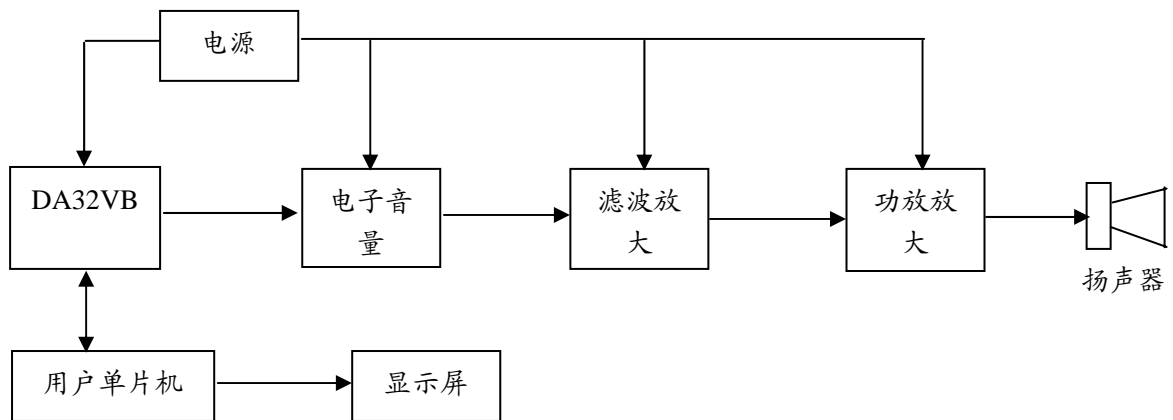 电源
DA32VB
电子音
量
滤波放
大
功放放
大
扬声器
用户单片机
显示屏